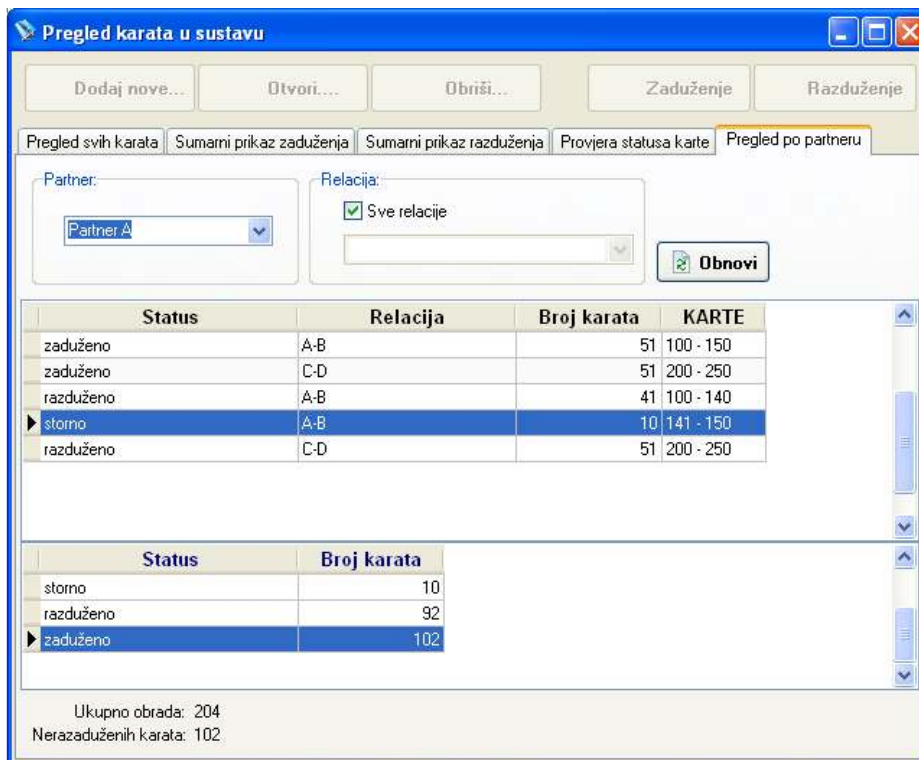 Pregled karata u sustavu
Dodaj nove... Otvori.... Obriši... Zaduženje Razduženje
Pregled svih karata Sumarni prikaz zaduženja Sumarni prikaz razduženja Provjera statusa karte Pregled po partneru
Partner: Relacija:
Sve relacije
Partner A
Obnovi
Status Relacija Broj karata KARTE
zaduženo A-B 51 100 - 150
zaduženo C-D 51 200 - 250
razduženo A-B 41 100 - 140
storno A-B 10 141 - 150
razduženo C-D 51 200 - 250
Status Broj karata
storno 10
razduženo 92
zaduženo 102
Ukupno obrada: 204
Nerazaduženih karata: 102